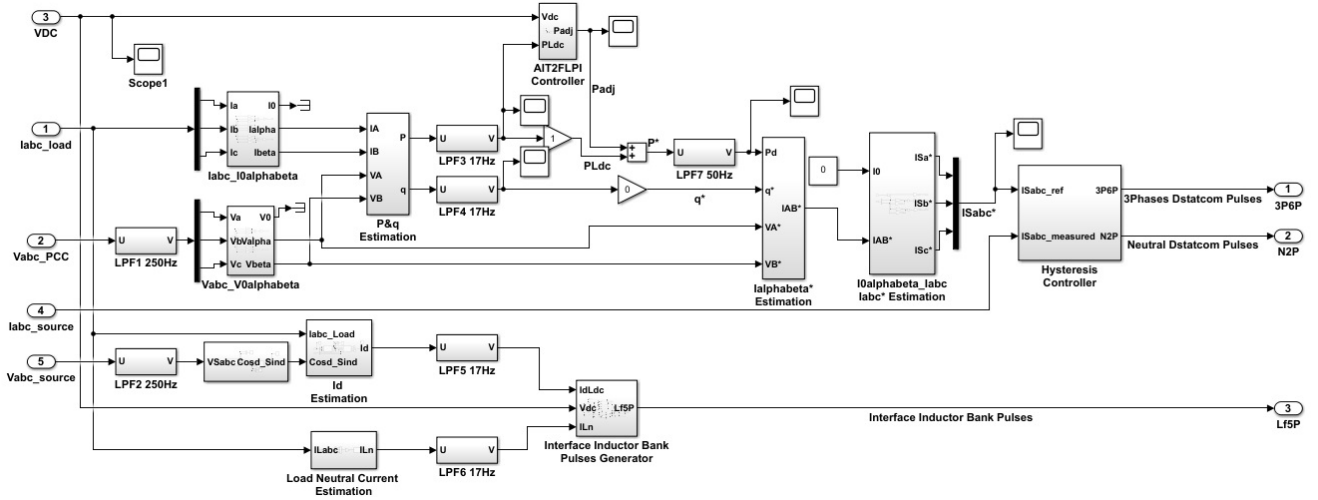 3
VDC
Scope1
Vdc
Padj
PLdc
AIT2FLPI
Controller
Padj
1
Iabc_load
Ia
I0
Ib
Ialpha
Ic
Ibeta
Iabc_I0alphabeta
IA
P
IB
VA
q
VB
P&q
Estimation
U
V
LPF3 17Hz
U
V
LPF4 17Hz
1
PLdc
0
q*
+
+
P*
U
V
LPF7 50Hz
Pd
q*
IAB*
VA*
VB*
Ialphabeta*
Estimation
0
I0
ISa*
ISb*
IAB*
ISc*
I0alphabeta_Iabc
Iabc* Estimation
ISabc*
ISabc_ref
3P6P
ISabc_measured
N2P
Hysteresis
Controller
3Phases Dstatcom Pulses
1
3P6P
Neutral Dstatcom Pulses
2
N2P
2
Vabc_PCC
U
V
LPF1 250Hz
Va
V0
Vb
Valpha
Vc
Vbeta
Vabc_V0alphabeta
4
Iabc_source
5
Vabc_source
U
V
LPF2 250Hz
VSabc
Cosd_Sind
Iabc_Load
Id
Cosd_Sind
Id
Estimation
U
V
LPF5 17Hz
IdLdc
Vdc
Lf5P
ILn
Interface Inductor Bank
Pulses Generator
Interface Inductor Bank Pulses
3
Lf5P
ILabc
ILn
Load Neutral Current
Estimation
U
V
LPF6 17Hz